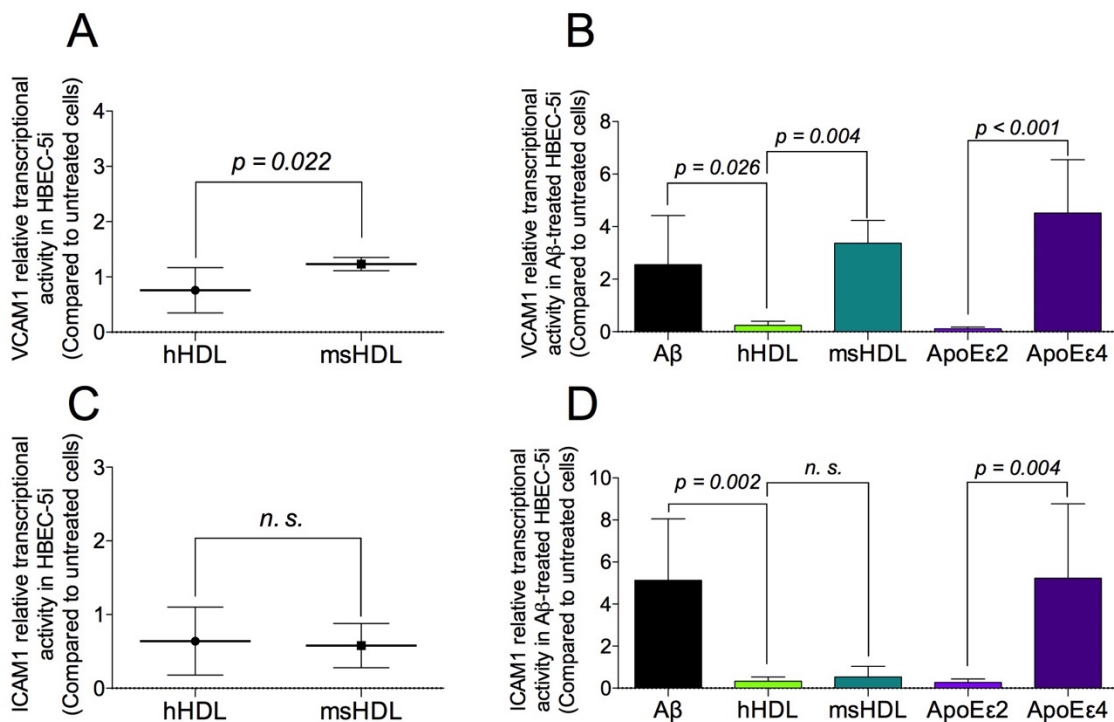 A
VCAM1 relative transcriptional
activity in HBEC-5i
(Compared to untreated cells)
4
3
2
1
0
p = 0.022
hHDL
msHDL
B
VCAM1 relative transcriptional
activity in Aβ-treated HBEC-5i
(Compared to untreated cells)
8
6
4
2
0
p = 0.026
p = 0.004
p < 0.001
Aβ
hHDL
msHDL
ApoEε2
ApoEε4
C
ICAM1 relative transcriptional
activity in HBEC-5i
(Compared to untreated cells)
3
2
1
0
n. s.
hHDL
msHDL
D
ICAM1 relative transcriptional
activity in Aβ-treated HBEC-5i
(Compared to untreated cells)
10
8
6
4
2
0
p = 0.002
n. s.
p = 0.004
Aβ
hHDL
msHDL
ApoEε2
ApoEε4